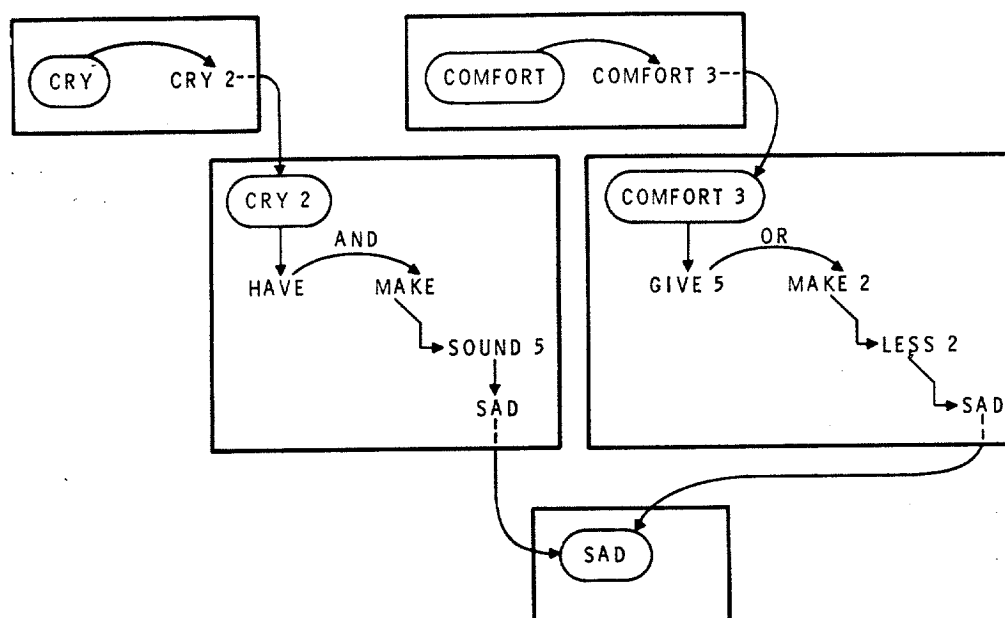 CRY CRY 2 COMFORT COMFORT 3
CRY 2 COMFORT 3
AND OR
HAVE MAKE GIVE 5 MAKE 2
SOUND 5 LESS 2
SAD SAD
SAD